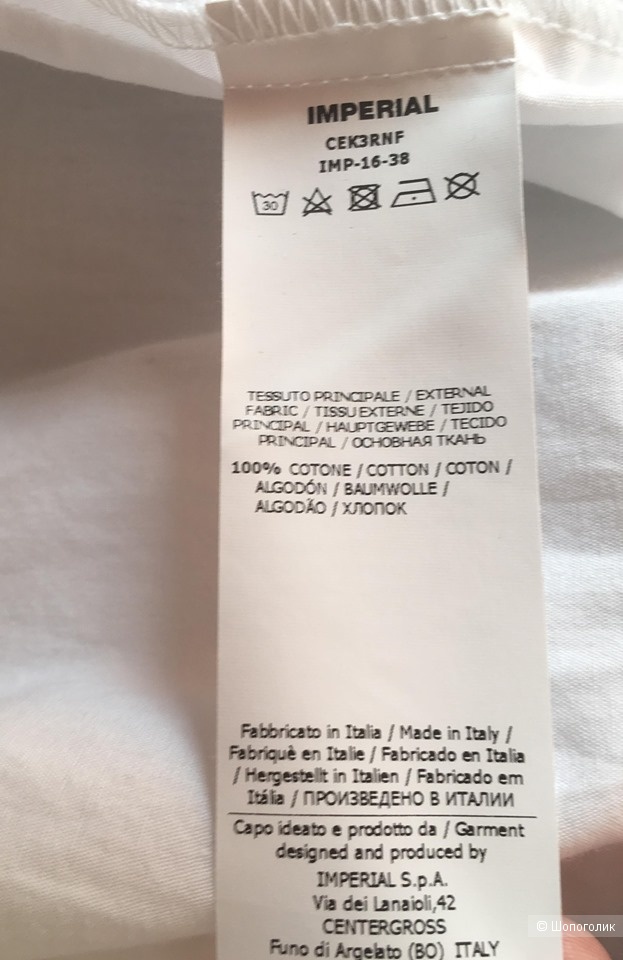 IMPERIAL
CEK3RNF
IMP-16-38
30
TESSUTO PRINCIPALE / EXTERNAL
FABRIC / TISSU EXTERNE / TEJIDO
PRINCIPAL / HAUPTGEWEBE / TECIDO
PRINCIPAL / ОСНОВНАЯ ТКАНЬ
100% COTONE / COTTON / COTON /
ALGODÓN / BAUMWOLLE /
ALGODÃO / ХЛОПОК
Fabbricato in Italia / Made in Italy /
Fabriquè en Italie / Fabricado en Italia
/ Hergestellt in Italien / Fabricado em
Itália / ПРОИЗВЕДЕНО В ИТАЛИИ
Capo ideato e prodotto da / Garment
designed and produced by
IMPERIAL S.p.A.
Via dei Lanaioli,42
CENTERGROSS
Funo di Argelato (BO) ITALY
© Шопоголик